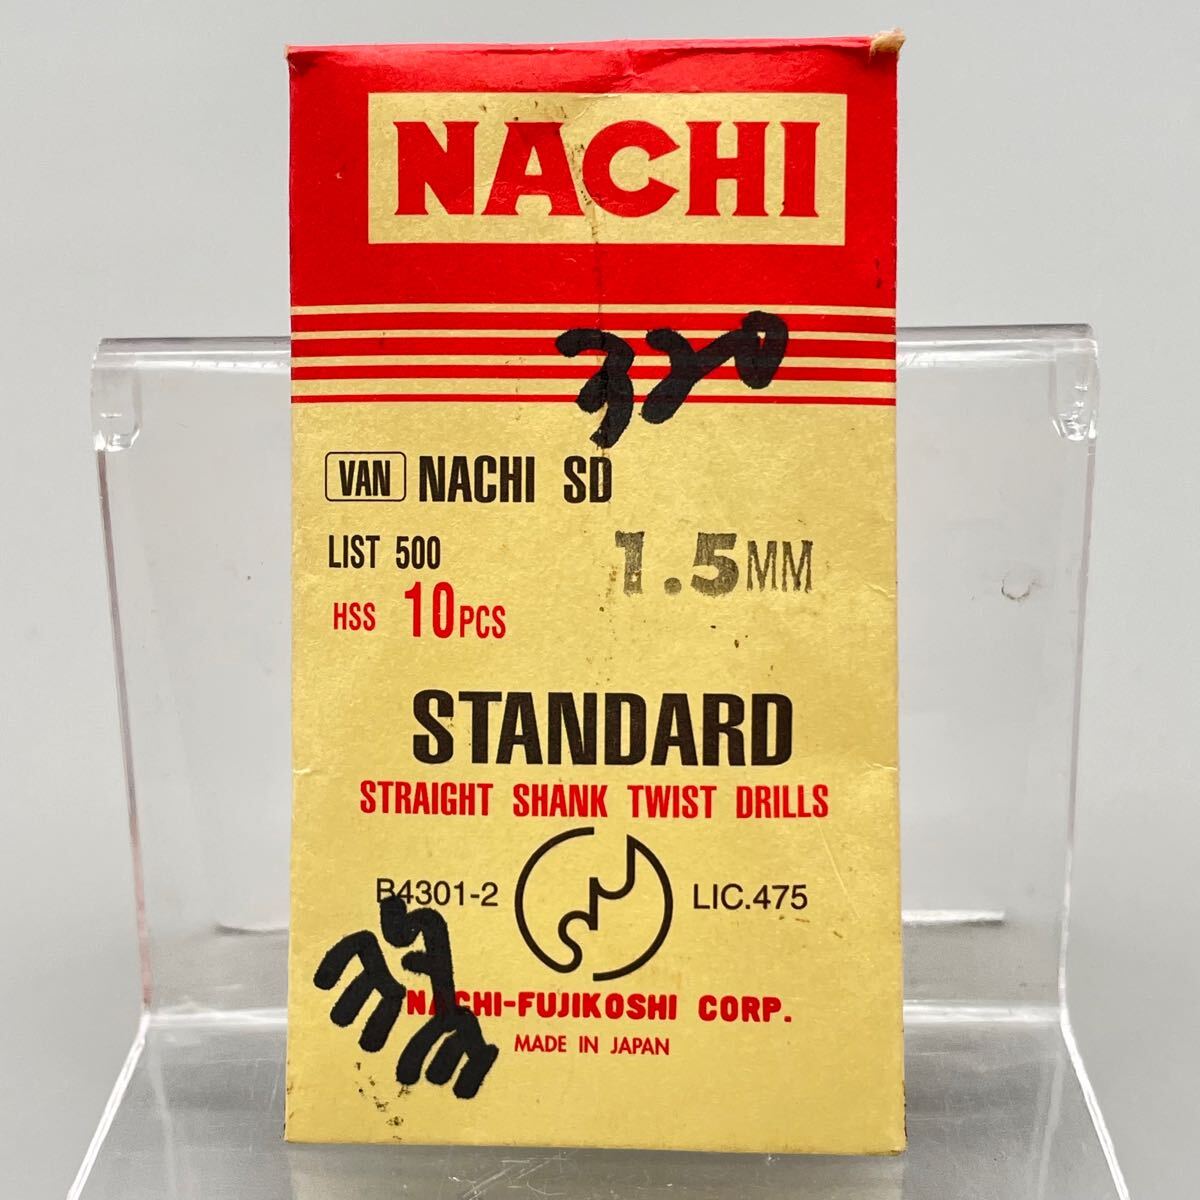 NACHI
320
VAN NACHI SD
LIST 500
1.5MM
HSS 10PCS
STANDARD
STRAIGHT SHANK TWIST DRILLS
B4301-2 LIC.475
NACHI-FUJIKOSHI CORP.
MADE IN JAPAN